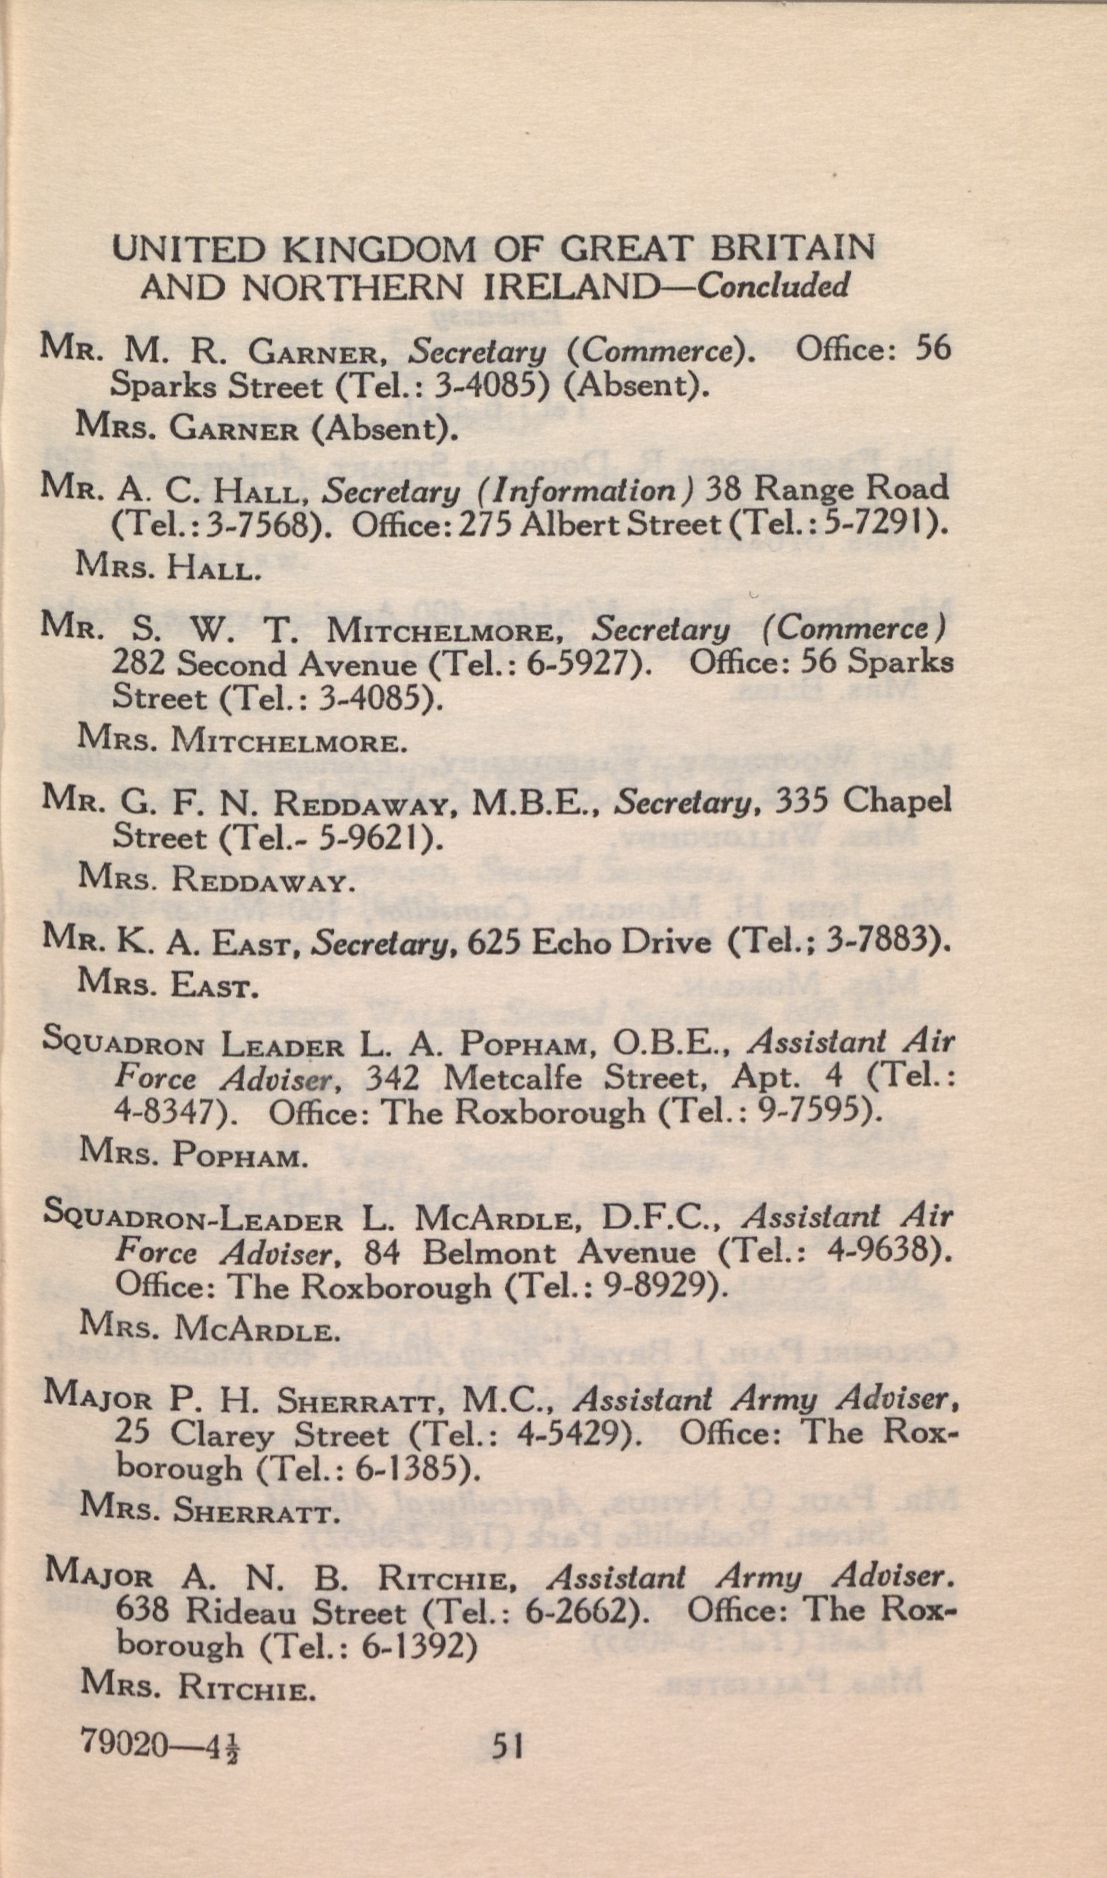 UNITED KINGDOM OF GREAT BRITAIN
AND NORTHERN IRELAND—Concluded
MR. M. R. GARNER, Secretary (Commerce). Office: 56
Sparks Street (Tel.: 3-4085) (Absent).
MRS. GARNER (Absent).
MR. A. C. HALL, Secretary (Information) 38 Range Road
(Tel.: 3-7568). Office: 275 Albert Street (Tel.: 5-7291).
MRS. HALL.
MR. S. W. T. MITCHELMORE, Secretary (Commerce)
282 Second Avenue (Tel.: 6-5927). Office: 56 Sparks
Street (Tel.: 3-4085).
MRS. MITCHELMORE.
MR. G. F. N. REDDAWAY, M.B.E., Secretary, 335 Chapel
Street (Tel.- 5-9621).
MRS. REDDAWAY.
MR. K. A. EAST, Secretary, 625 Echo Drive (Tel.; 3-7883).
MRS. EAST.
SQUADRON LEADER L. A. POPHAM, O.B.E., Assistant Air
Force Adviser, 342 Metcalfe Street, Apt. 4 (Tel.:
4-8347). Office: The Roxborough (Tel.: 9-7595).
MRS. POPHAM.
SQUADRON-LEADER L. MCARDLE, D.F.C., Assistant Air
Force Adviser, 84 Belmont Avenue (Tel.: 4-9638).
Office: The Roxborough (Tel.: 9-8929).
MRS. MCARDLE.
MAJOR P. H. SHERRATT, M.C., Assistant Army Adviser,
25 Clarey Street (Tel.: 4-5429). Office: The Rox-
borough (Tel.: 6-1385).
MRS. SHERRATT.
MAJOR A. N. B. RITCHIE, Assistant Army Adviser.
638 Rideau Street (Tel.: 6-2662). Office: The Rox-
borough (Tel.: 6-1392)
MRS. RITCHIE.
79020—4½ 51